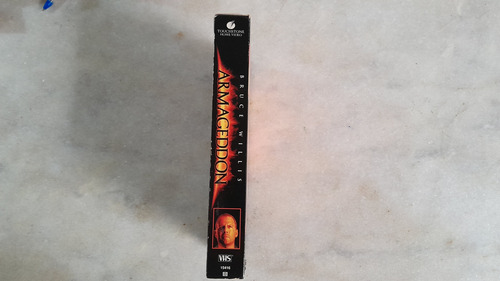 TOUCHSTONE
HOME VIDEO
BRUCE WILLIS
ARMAGEDDON
VHS